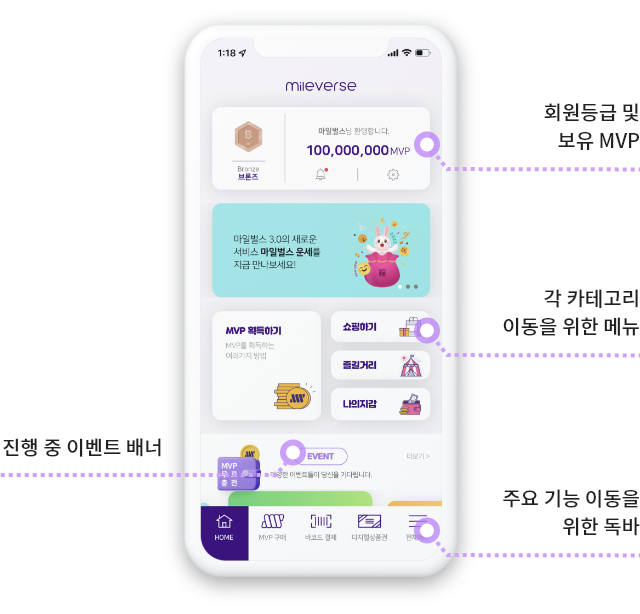 1:18
mileverse
회원등급 및
보유 MVP
마일벌스님 환영합니다.
100,000,000 MVP
Bronze
브론즈
마일벌스 3.0의 새로운
서비스 마일벌스 운세를
지금 만나보세요!
각 카테고리
이동을 위한 메뉴
MVP 획득하기
MVP를 획득하는
여러가지 방법
쇼핑하기
즐길거리
나의지갑
진행 중 이벤트 배너
EVENT
더보기 >
MVP
무료
충전
다양한 이벤트들이 당신을 기다립니다.
주요 기능 이동을
위한 독바
HOME
MVP 구매
바코드 결제
디지털상품권